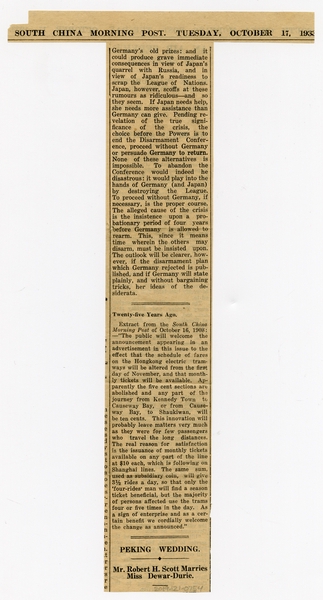 SOUTH CHINA MORNING POST. TUESDAY, OCTOBER 17, 193
Germany's old prizes: and it
could produce grave immediate
consequences in view of Japan's
quarrel with Russia, and in
view of Japan's readiness to
scrap the League of Nations.
Japan, however, scoffs at these
rumours as ridiculous—and so
they seem. If Japan needs help,
she needs more assistance than
Germany can give. Pending re-
velation of the true signi-
ficance of the crisis, the
choice before the Powers is to
end the Disarmament Confer-
ence, proceed without Germany
or persuade Germany to return.
None of these alternatives is
impossible. To abandon the
Conference would indeed be
disastrous: it would play into the
hands of Germany (and Japan)
by destroying the League.
To proceed without Germany, if
necessary, is the proper course.
The alleged cause of the crisis
is the insistence upon a pro-
bationary period of four years
before Germany is allowed to
rearm. This, since it means
time wherein the others may
disarm, must be insisted upon.
The outlook will be clearer, how-
ever, if the disarmament plan
which Germany rejected is pub-
lished, and if Germany will state
plainly, and without bargaining
tricks, her ideas of the de-
siderata.
Twenty-five Years Ago.
Extract from the South China
Morning Post of October 16, 1908:
—"The public will welcome the
announcement appearing in an
advertisement in this issue to the
effect that the schedule of fares
on the Hongkong electric tram-
ways will be altered from the first
day of November, and that month-
ly tickets will be available. Ap-
parently the five cent sections are
abolished and any part of the
journey from Kennedy Town to
Causeway Bay, or from Cause-
way Bay, to Shaukiwan, will
be ten cents. This innovation will
probably leave matters very much
as they were for few passengers
who travel the long distances.
The real reason for satisfaction
is the issuance of monthly tickets
available on any part of the line
at $10 each, which is following on
Shanghai lines. The same sum,
used as subsidiary coin, will give
3½ rides a day, so that only the
'four-rides' man will find a season
ticket beneficial, but the majority
of persons affected use the trams
four or five times in the day. As
a sign of enterprise and as a cer-
tain benefit we cordially welcome
the change as announced."
PEKING WEDDING.
Mr. Robert H. Scott Marries
Miss Dewar-Durie.